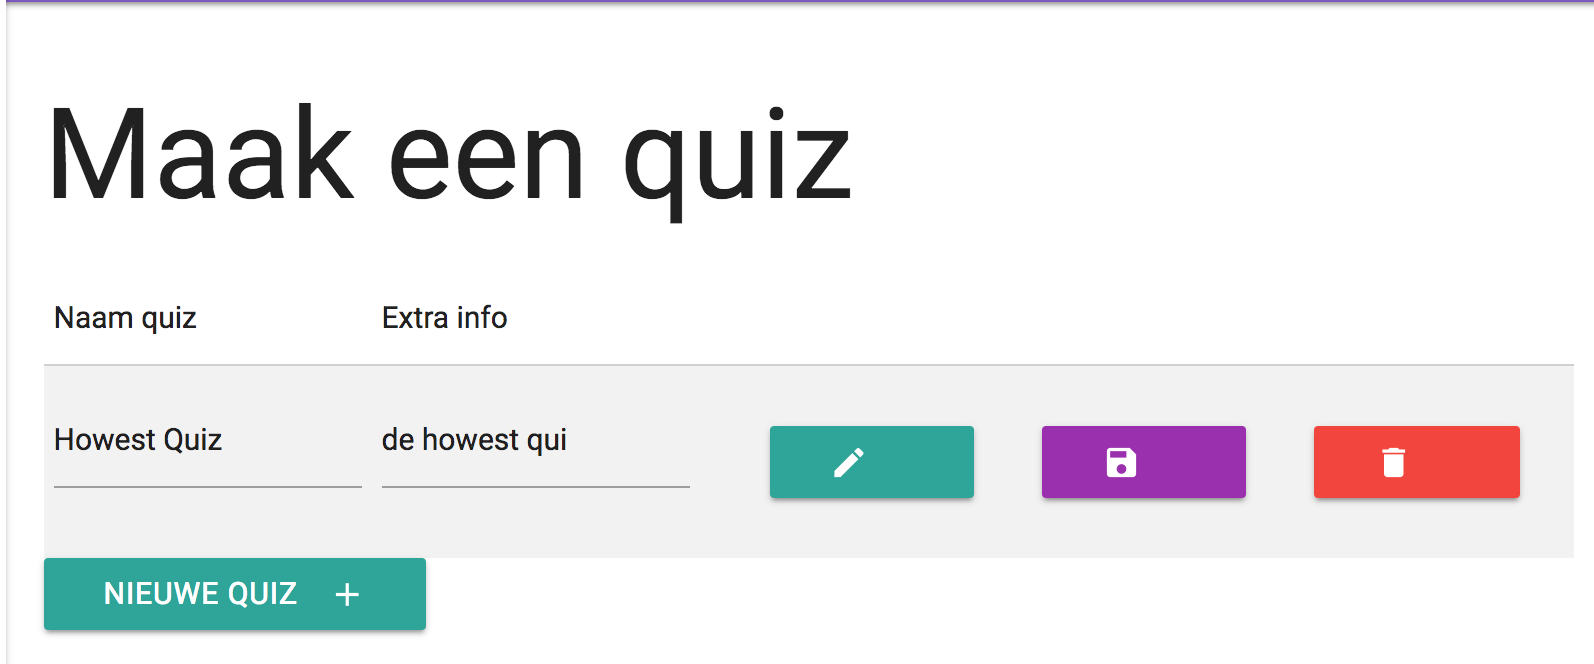 Maak een quiz
Naam quiz Extra info
Howest Quiz de howest qui
NIEUWE QUIZ +